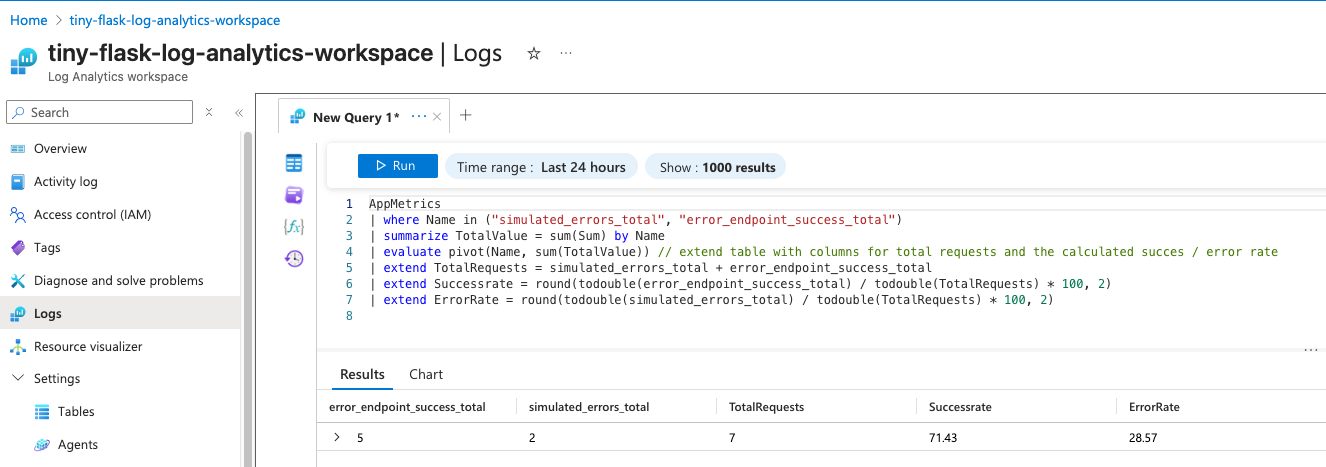 Home > tiny-flask-log-analytics-workspace
tiny-flask-log-analytics-workspace | Logs
Log Analytics workspace
Search
Overview
Activity log
Access control (IAM)
Tags
Diagnose and solve problems
Logs
Resource visualizer
Settings
Tables
Agents
New Query 1*
Run
Time range : Last 24 hours
Show : 1000 results
1 AppMetrics
2 | where Name in ("simulated_errors_total", "error_endpoint_success_total")
3 | summarize TotalValue = sum(Sum) by Name
4 | evaluate pivot(Name, sum(TotalValue)) // extend table with columns for total requests and the calculated succes / error rate
5 | extend TotalRequests = simulated_errors_total + error_endpoint_success_total
6 | extend Successrate = round(todouble(error_endpoint_success_total) / todouble(TotalRequests) * 100, 2)
7 | extend ErrorRate = round(todouble(simulated_errors_total) / todouble(TotalRequests) * 100, 2)
8
Results Chart
error_endpoint_success_total simulated_errors_total TotalRequests Successrate ErrorRate
5 2 7 71.43 28.57